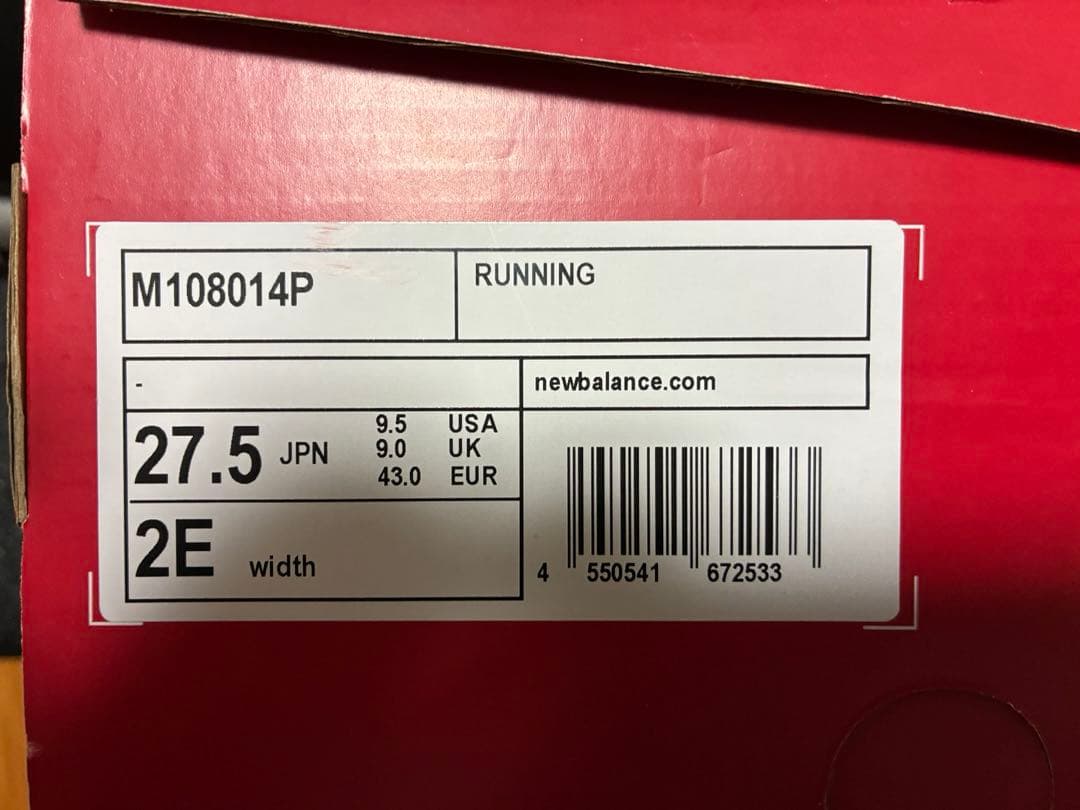 M108014P
RUNNING
-
newbalance.com
27.5 JPN
9.5 USA
9.0 UK
43.0 EUR
2E width
4 550541 672533